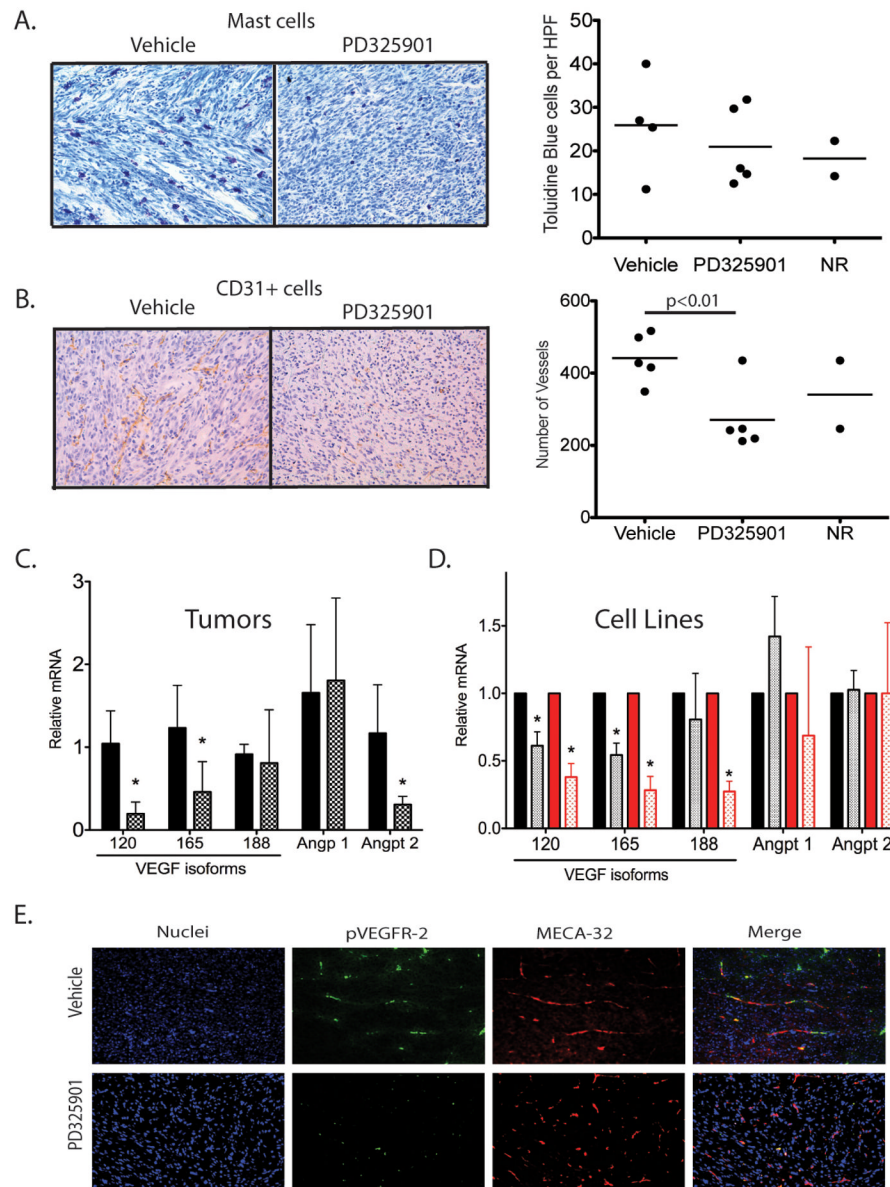 A.
Mast cells
Vehicle PD325901
Toluidine Blue cells per HPF
50
40
30
20
10
0
Vehicle PD325901 NR
B.
CD31+ cells
Vehicle PD325901
Number of Vessels
600
400
200
0
p<0.01
Vehicle PD325901 NR
C.
Tumors
Relative mRNA
3
2
1
0
* * *
120 165 188 Angp 1 Angpt 2
VEGF isoforms
D.
Cell Lines
Relative mRNA
1.5
1.0
0.5
0.0
* * * * *
120 165 188 Angpt 1 Angpt 2
VEGF isoforms
E.
Nuclei pVEGFR-2 MECA-32 Merge
Vehicle
PD325901